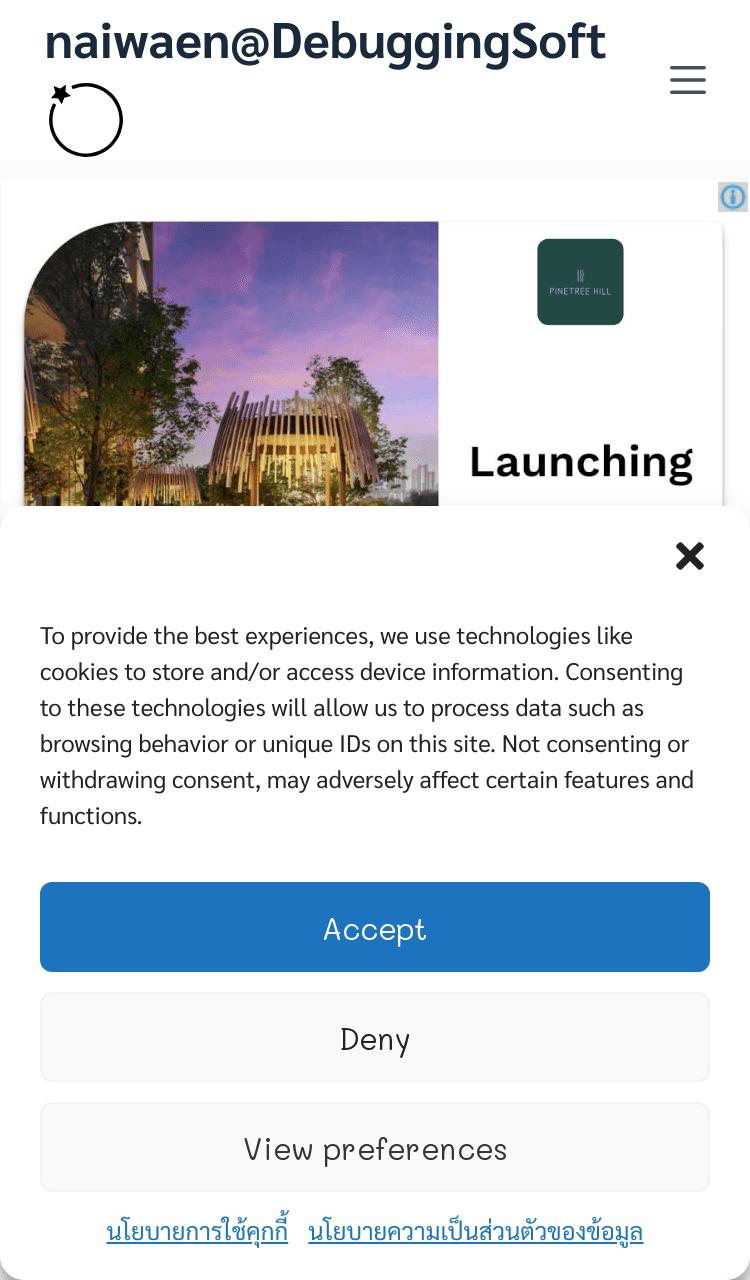 naiwaen@DebuggingSoft
PINETREE HILL
Launching
To provide the best experiences, we use technologies like
cookies to store and/or access device information. Consenting
to these technologies will allow us to process data such as
browsing behavior or unique IDs on this site. Not consenting or
withdrawing consent, may adversely affect certain features and
functions.
Accept
Deny
View preferences
นโยบายการใช้คุกกี้ นโยบายความเป็นส่วนตัวของข้อมูล